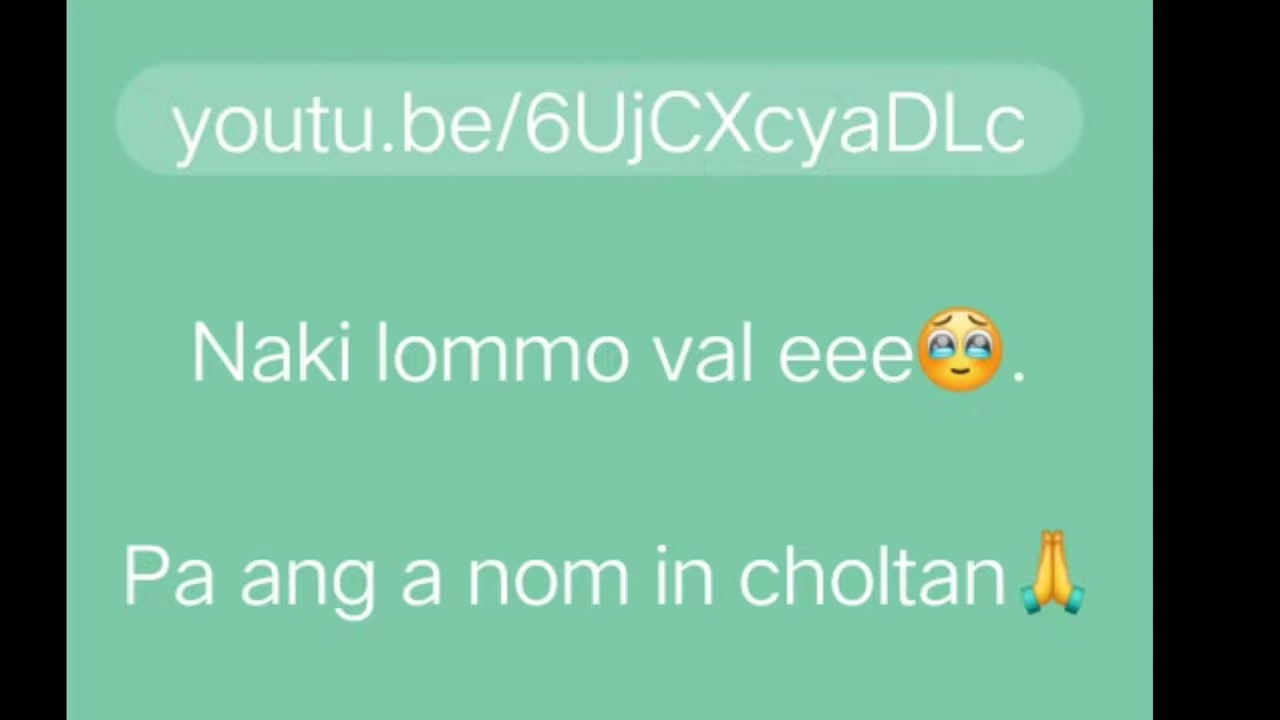 youtu.be/6UjCXcyaDLc
Naki lommo val eee🥹.
Pa ang a nom in choltan🙏